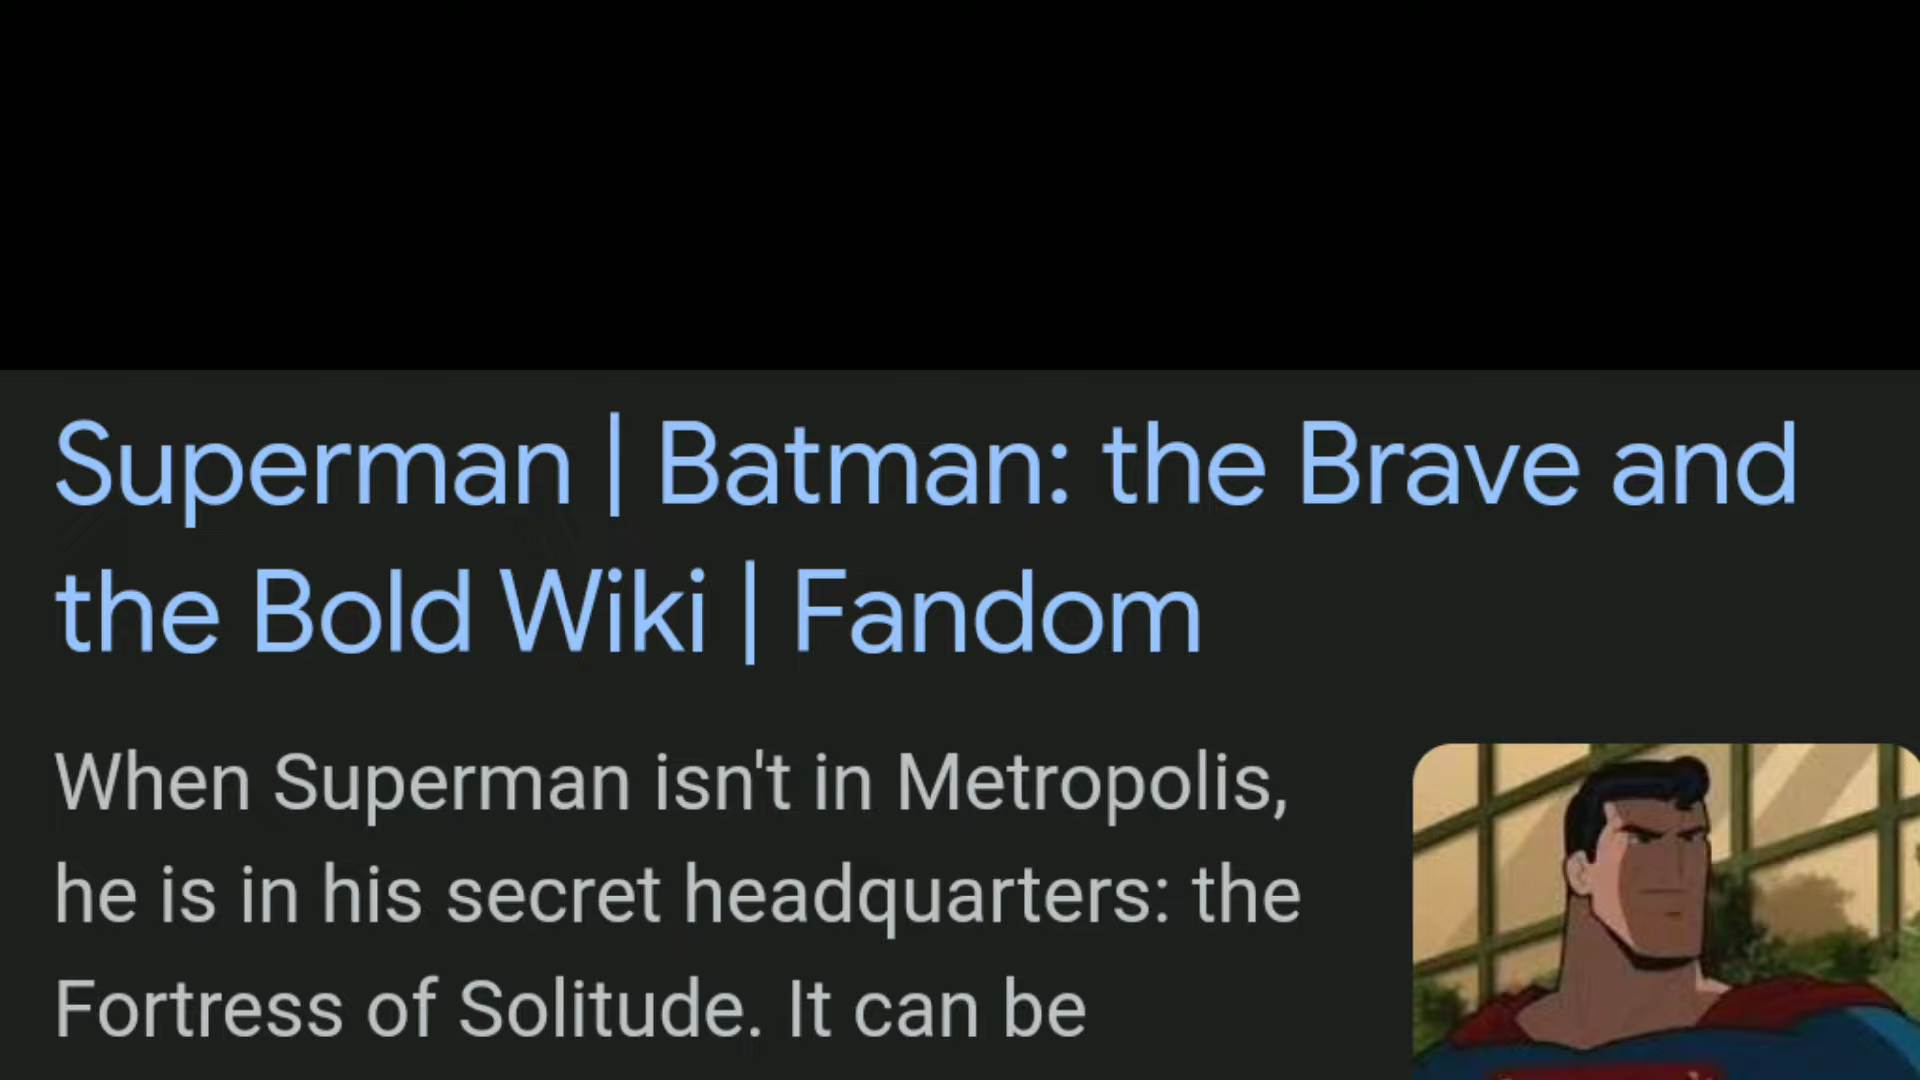 Superman | Batman: the Brave and
the Bold Wiki | Fandom
When Superman isn't in Metropolis,
he is in his secret headquarters: the
Fortress of Solitude. It can be